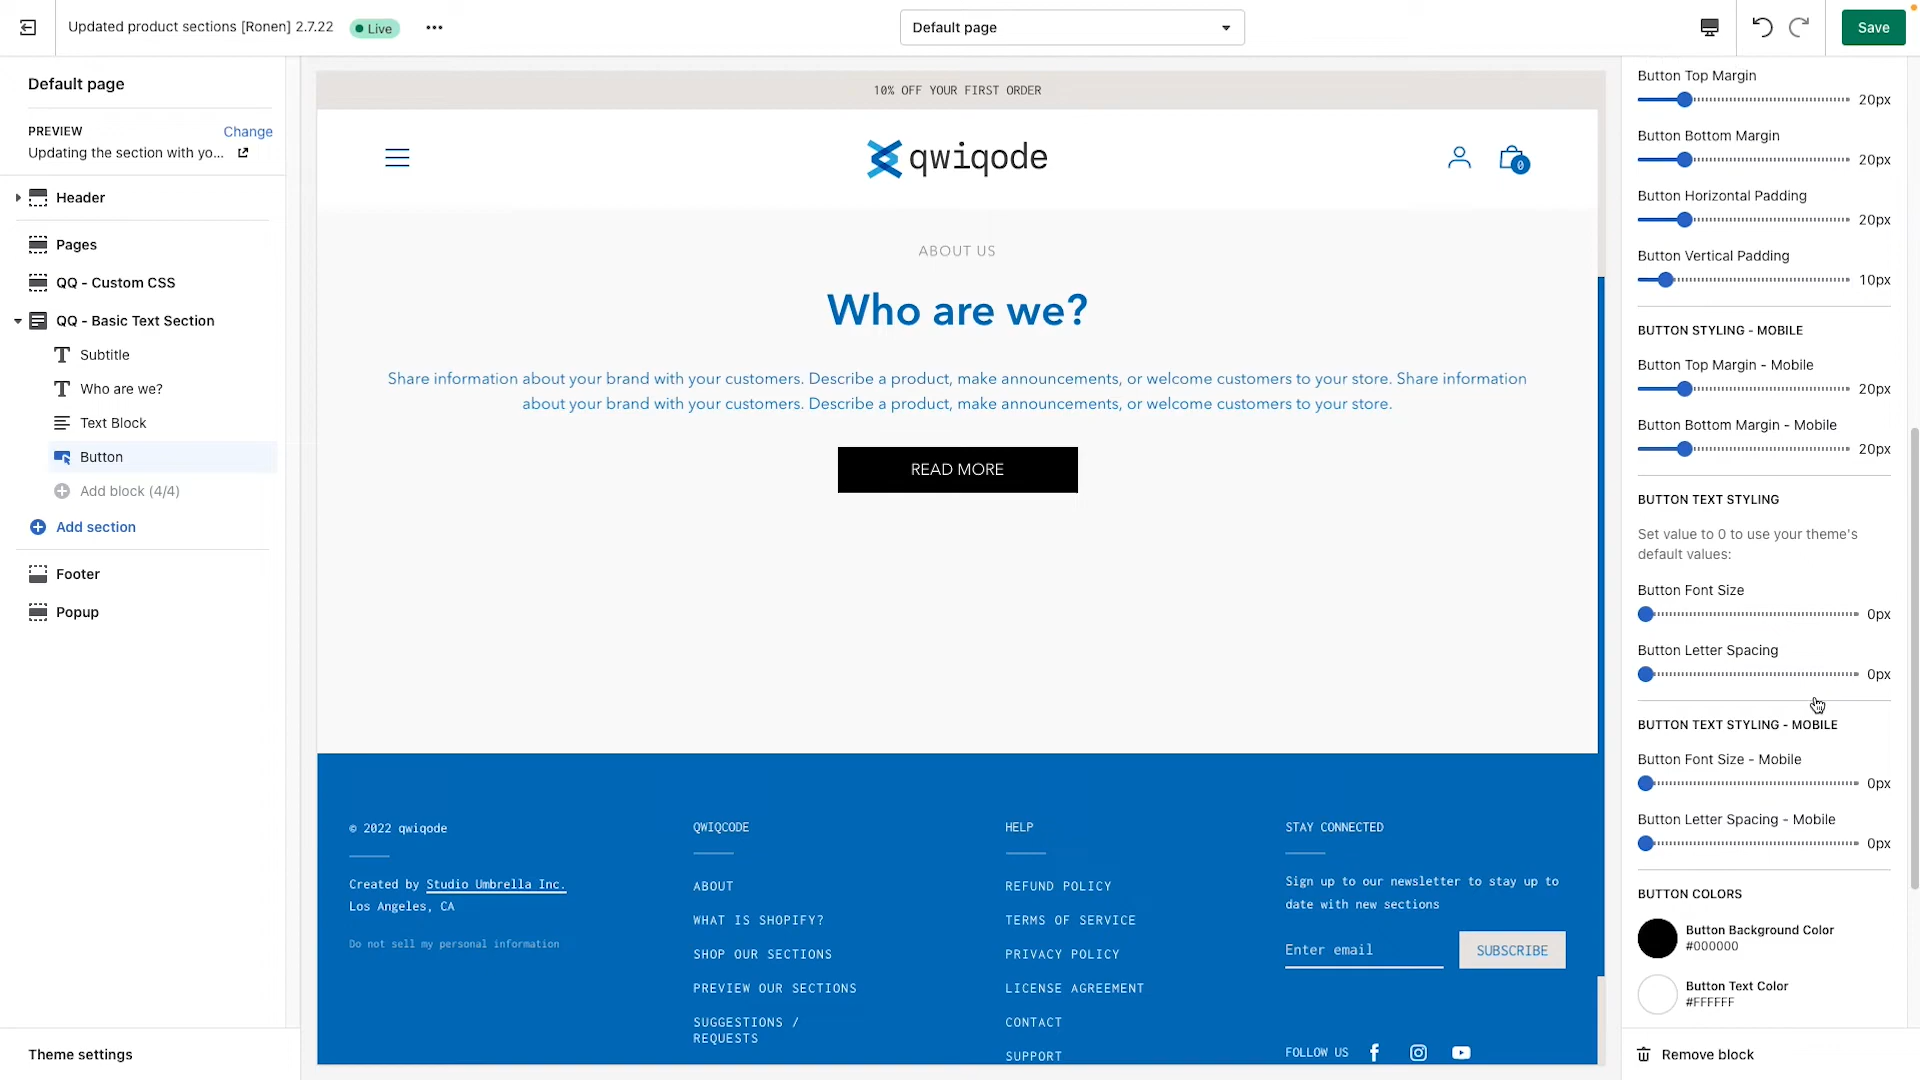 Updated product sections [Ronen] 2.7.22
Live
Default page
Save
Default page
PREVIEW
Change
Updating the section with yo...
Header
Pages
QQ - Custom CSS
QQ - Basic Text Section
Subtitle
Who are we?
Text Block
Button
Add block (4/4)
Add section
Footer
Popup
Theme settings
10% OFF YOUR FIRST ORDER
qwiqode
0
ABOUT US
Who are we?
Share information about your brand with your customers. Describe a product, make announcements, or welcome customers to your store. Share information
about your brand with your customers. Describe a product, make announcements, or welcome customers to your store.
READ MORE
© 2022 qwiqode
Created by Studio Umbrella Inc.
Los Angeles, CA
Do not sell my personal information
QWIQCODE
ABOUT
WHAT IS SHOPIFY?
SHOP OUR SECTIONS
PREVIEW OUR SECTIONS
SUGGESTIONS /
REQUESTS
HELP
REFUND POLICY
TERMS OF SERVICE
PRIVACY POLICY
LICENSE AGREEMENT
CONTACT
SUPPORT
STAY CONNECTED
Sign up to our newsletter to stay up to
date with new sections
Enter email
SUBSCRIBE
FOLLOW US
Button Top Margin
20px
Button Bottom Margin
20px
Button Horizontal Padding
20px
Button Vertical Padding
10px
BUTTON STYLING - MOBILE
Button Top Margin - Mobile
20px
Button Bottom Margin - Mobile
20px
BUTTON TEXT STYLING
Set value to 0 to use your theme's
default values:
Button Font Size
0px
Button Letter Spacing
0px
BUTTON TEXT STYLING - MOBILE
Button Font Size - Mobile
0px
Button Letter Spacing - Mobile
0px
BUTTON COLORS
Button Background Color
#000000
Button Text Color
#FFFFFF
Remove block